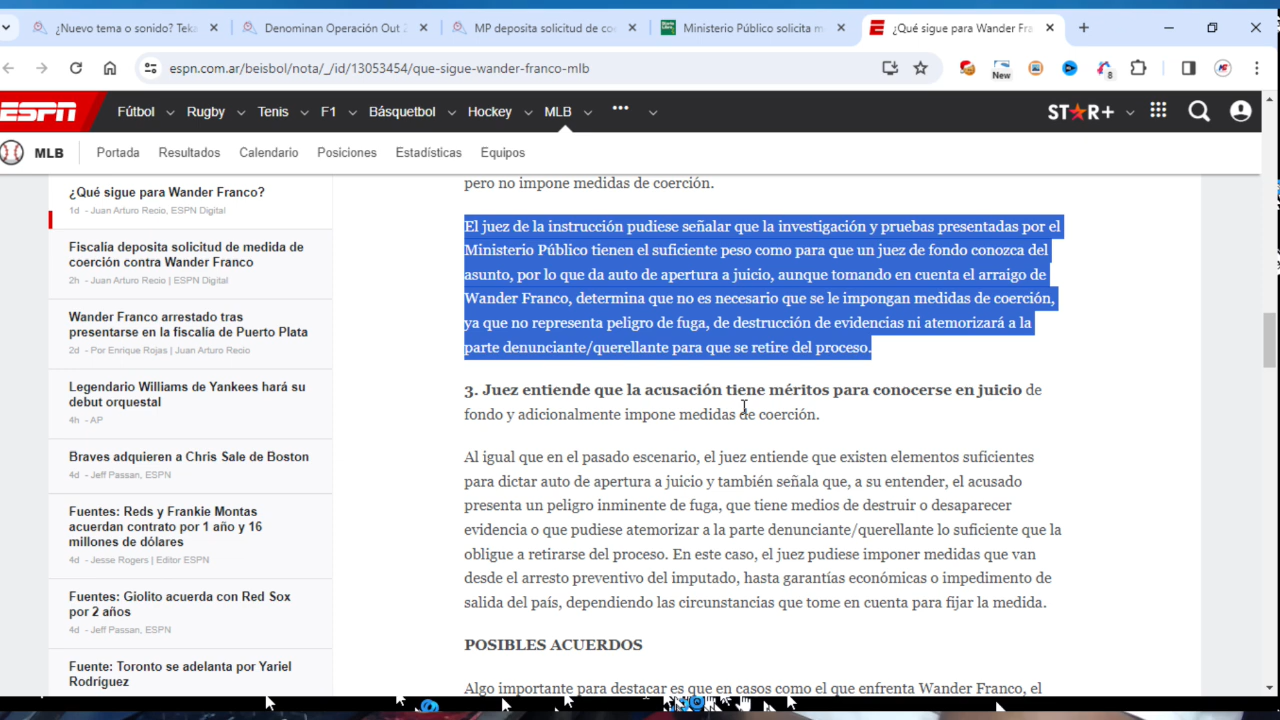 ¿Nuevo tema o sonido? Teka
Denominan Operación Out 2
MP deposita solicitud de coe
Ministerio Público solicita m
¿Qué sigue para Wander Fra
espn.com.ar/beisbol/nota/_/id/13053454/que-sigue-wander-franco-mlb
New
8
ESPN
Fútbol
Rugby
Tenis
F1
Básquetbol
Hockey
MLB
STAR+
MLB
Portada
Resultados
Calendario
Posiciones
Estadísticas
Equipos
¿Qué sigue para Wander Franco?
1d - Juan Arturo Recio, ESPN Digital
Fiscalía deposita solicitud de medida de
coerción contra Wander Franco
2h - Juan Arturo Recio | ESPN Digital
Wander Franco arrestado tras
presentarse en la fiscalía de Puerto Plata
2d - Por Enrique Rojas | Juan Arturo Recio
Legendario Williams de Yankees hará su
debut orquestal
4h - AP
Braves adquieren a Chris Sale de Boston
4d - Jeff Passan, ESPN
Fuentes: Reds y Frankie Montas
acuerdan contrato por 1 año y 16
millones de dólares
4d - Jesse Rogers | Editor ESPN
Fuentes: Giolito acuerda con Red Sox
por 2 años
4d - Jeff Passan, ESPN
Fuente: Toronto se adelanta por Yariel
Rodríguez
pero no impone medidas de coerción.
El juez de la instrucción pudiese señalar que la investigación y pruebas presentadas por el
Ministerio Público tienen el suficiente peso como para que un juez de fondo conozca del
asunto, por lo que da auto de apertura a juicio, aunque tomando en cuenta el arraigo de
Wander Franco, determina que no es necesario que se le impongan medidas de coerción,
ya que no representa peligro de fuga, de destrucción de evidencias ni atemorizará a la
parte denunciante/querellante para que se retire del proceso.
3. Juez entiende que la acusación tiene méritos para conocerse en juicio de
fondo y adicionalmente impone medidas de coerción.
Al igual que en el pasado escenario, el juez entiende que existen elementos suficientes
para dictar auto de apertura a juicio y también señala que, a su entender, el acusado
presenta un peligro inminente de fuga, que tiene medios de destruir o desaparecer
evidencia o que pudiese atemorizar a la parte denunciante/querellante lo suficiente que la
obligue a retirarse del proceso. En este caso, el juez pudiese imponer medidas que van
desde el arresto preventivo del imputado, hasta garantías económicas o impedimento de
salida del país, dependiendo las circunstancias que tome en cuenta para fijar la medida.
POSIBLES ACUERDOS
Algo importante para destacar es que en casos como el que enfrenta Wander Franco, el